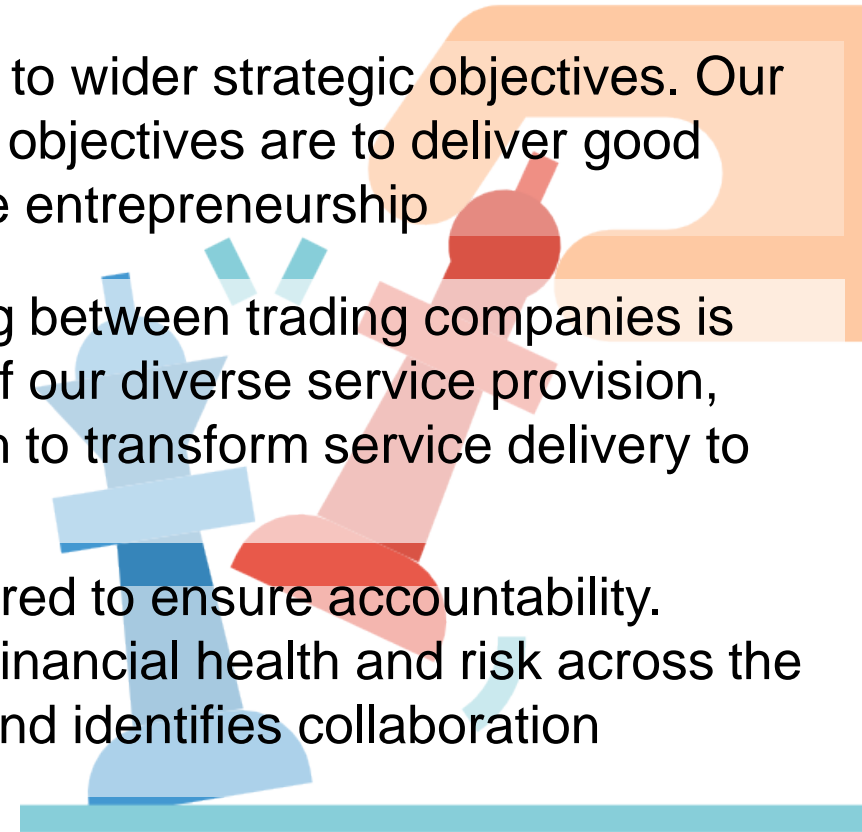 to wider strategic objectives. Our
objectives are to deliver good
e entrepreneurship
g between trading companies is
f our diverse service provision,
n to transform service delivery to
red to ensure accountability.
inancial health and risk across the
nd identifies collaboration